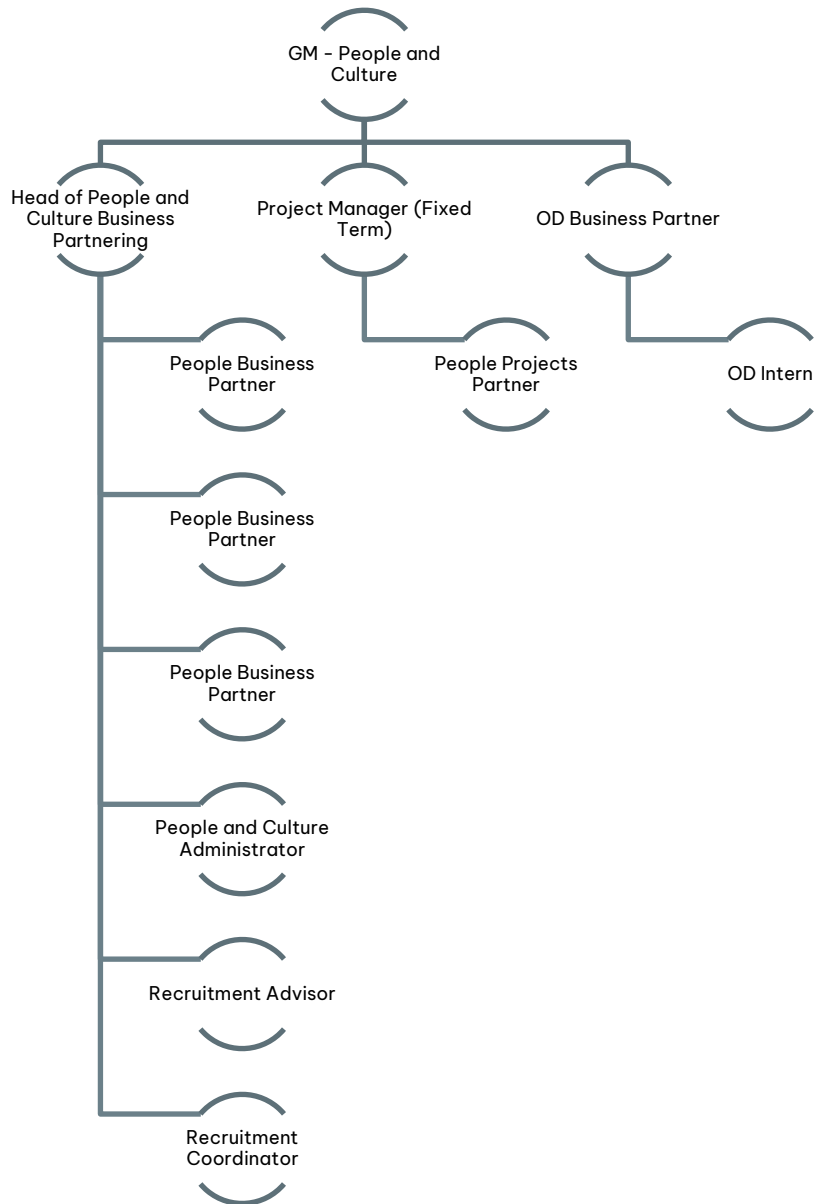 GM - People and
Culture
Head of People and
Culture Business
Partnering
Project Manager (Fixed
Term)
OD Business Partner
People Business
Partner
People Projects
Partner
OD Intern
People Business
Partner
People Business
Partner
People and Culture
Administrator
Recruitment Advisor
Recruitment
Coordinator